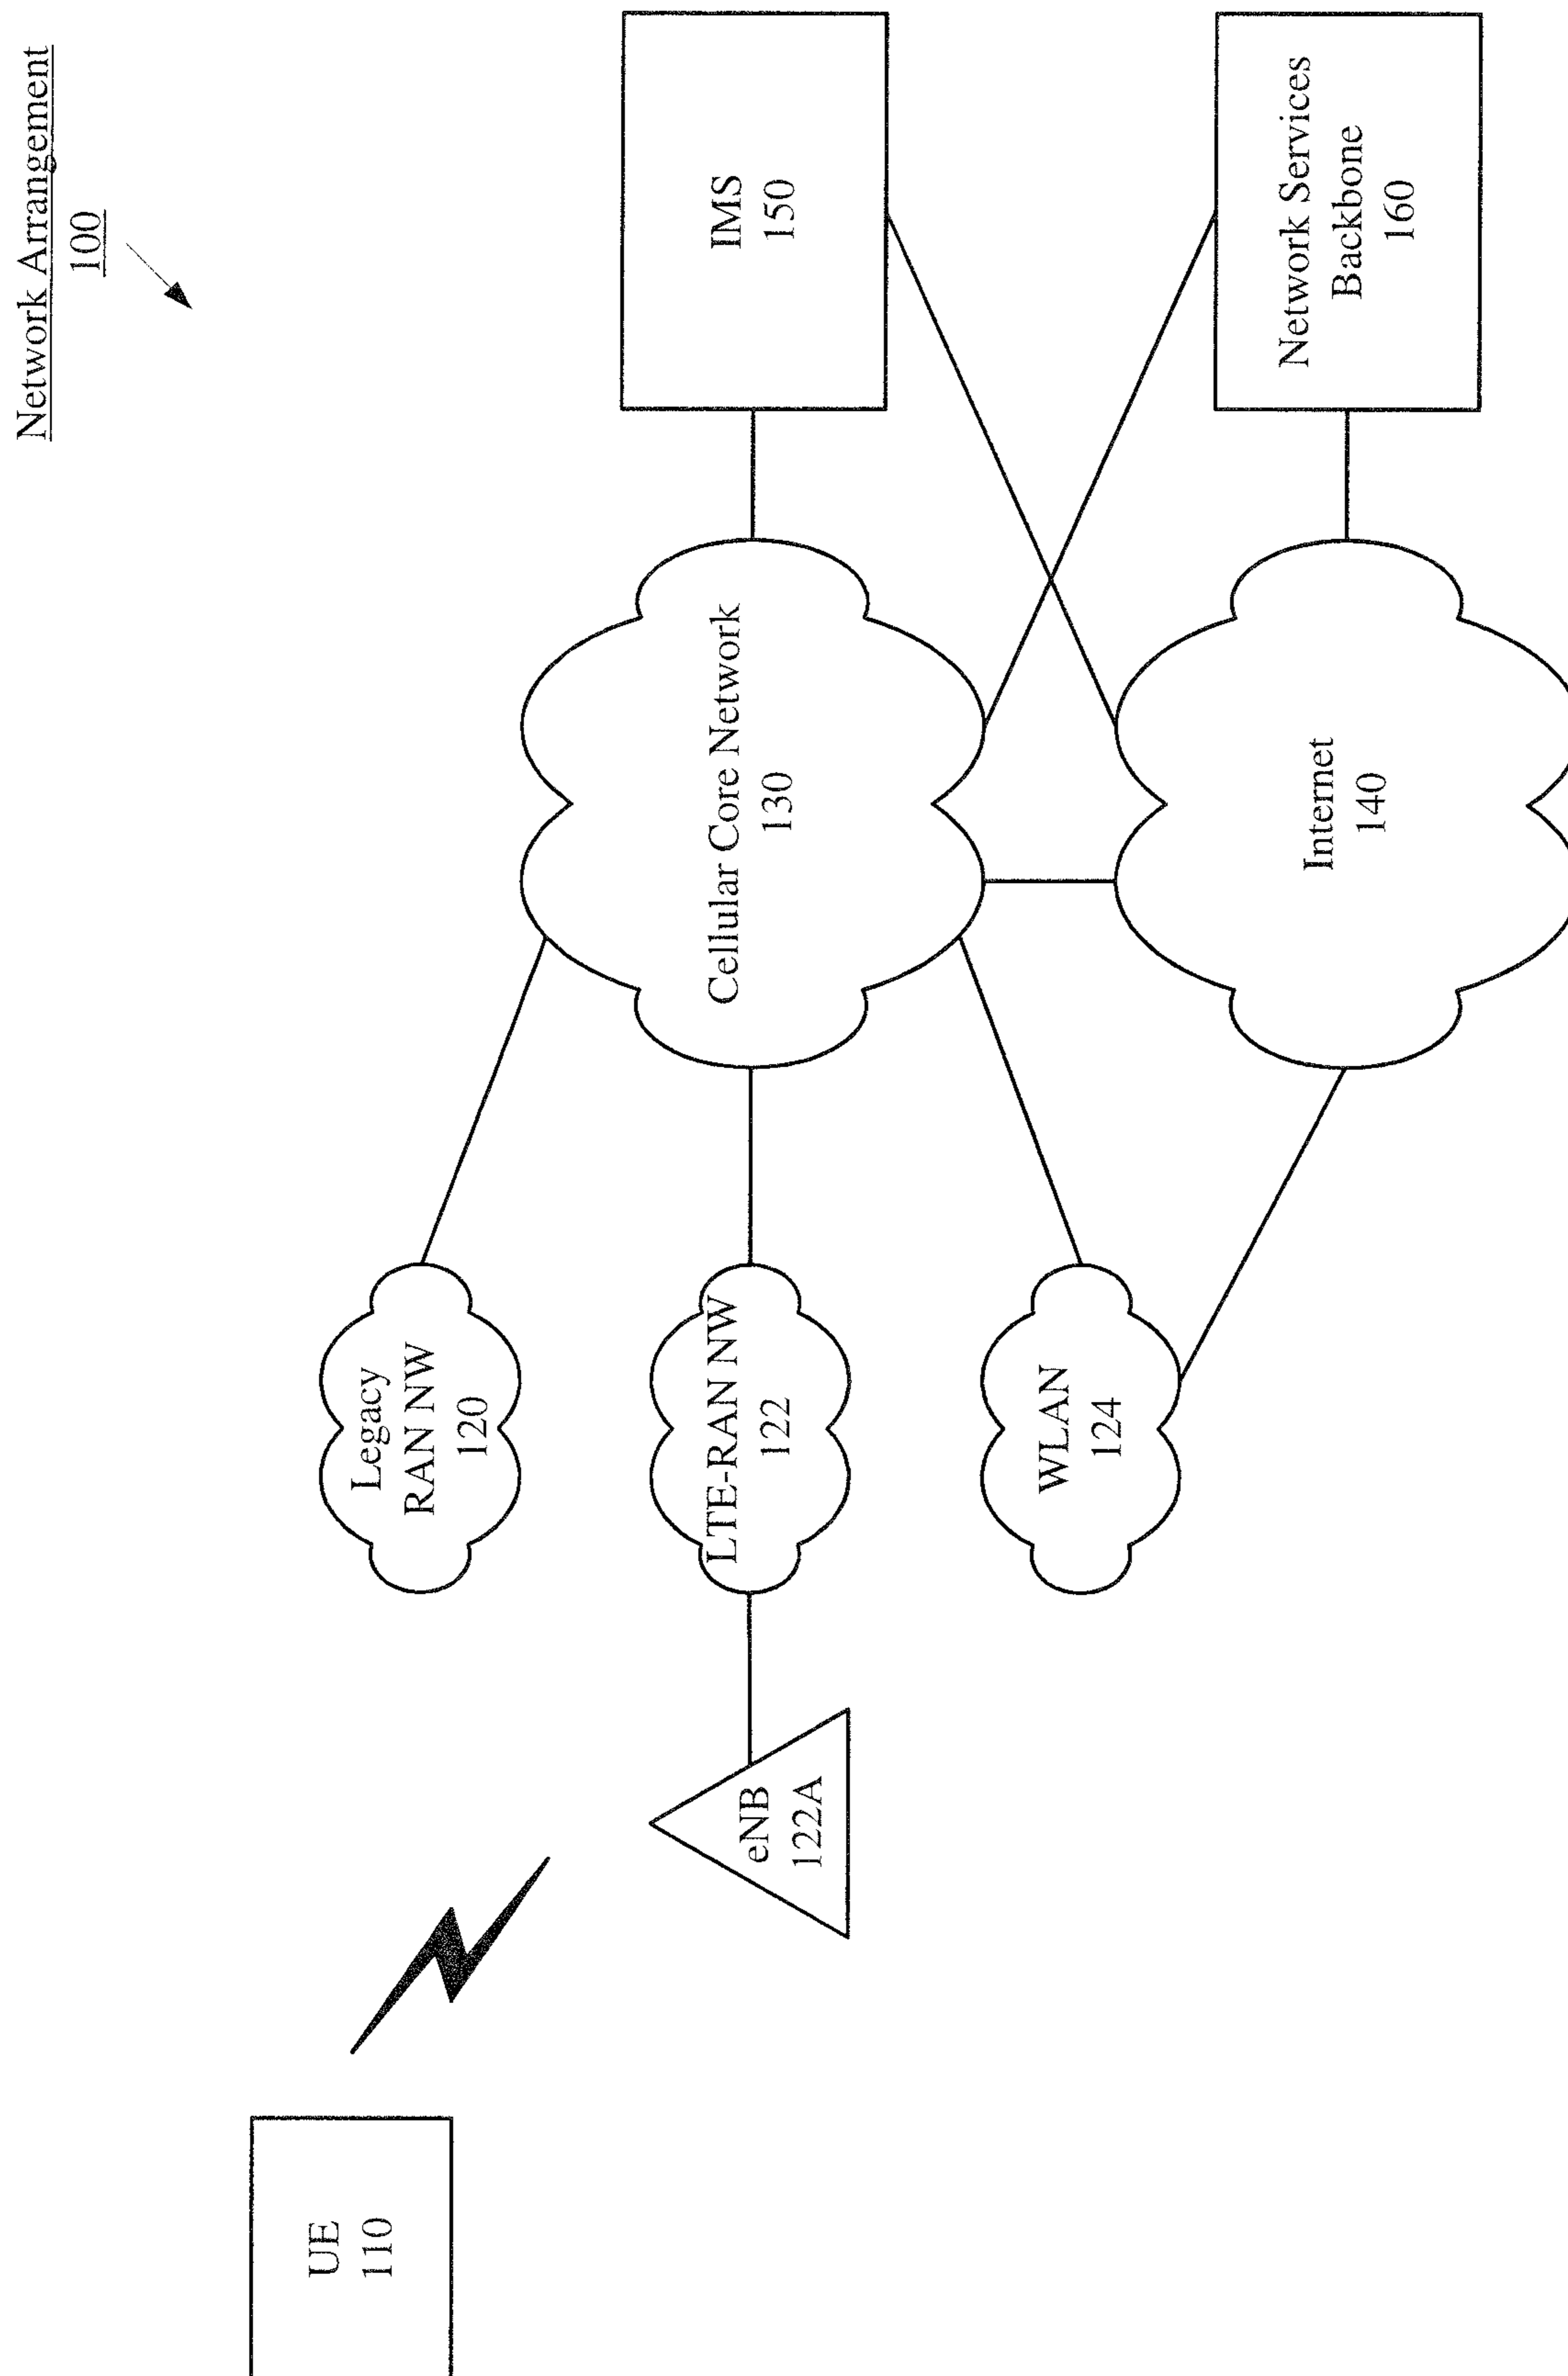 Network Arrangement
100
UE
110
eNB
122A
Legacy
RAN NW
120
LTE-RAN NW
122
WLAN
124
Cellular Core Network
130
Internet
140
IMS
150
Network Services
Backbone
160